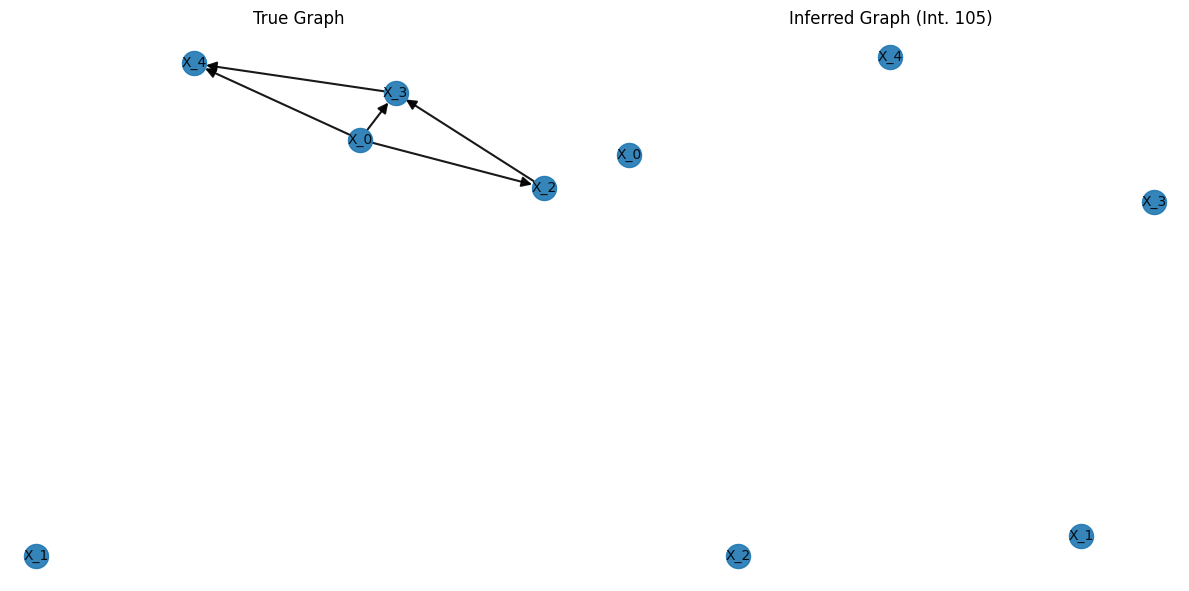 True Graph
X_4
X_3
X_0
X_2
X_1
Inferred Graph (Int. 105)
X_4
X_0
X_3
X_1
X_2